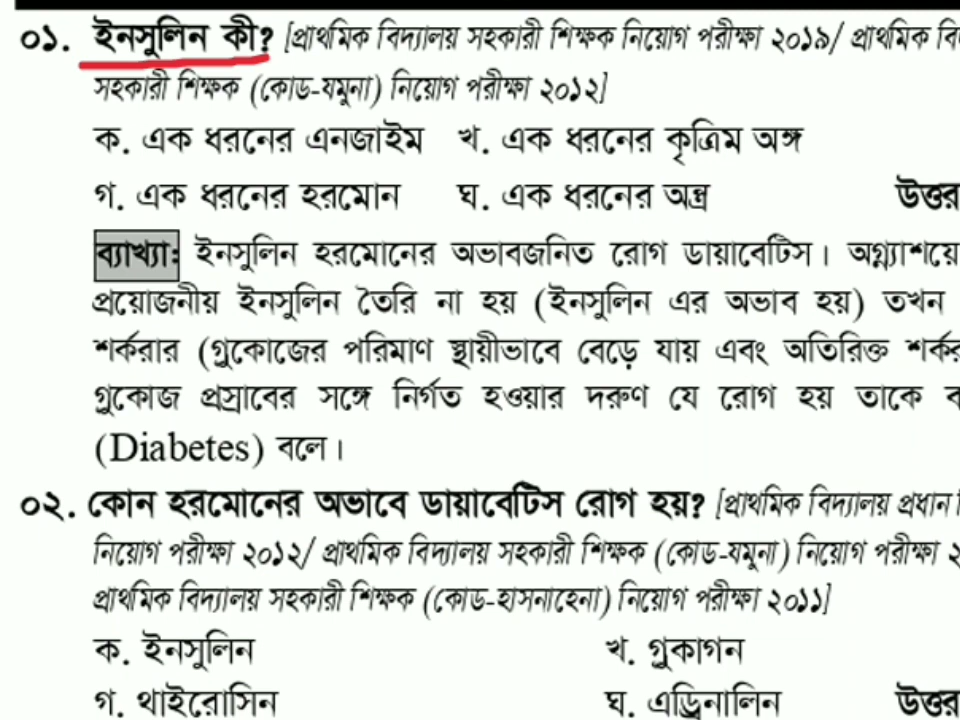 ০১. ইনসুলিন কী? [প্রাথমিক বিদ্যালয় সহকারী শিক্ষক নিয়োগ পরীক্ষা ২০১৯/ প্রাথমিক
সহকারী শিক্ষক (কোড-যমুনা) নিয়োগ পরীক্ষা ২০১২]
ক. এক ধরনের এনজাইম খ. এক ধরনের কৃত্রিম অঙ্গ
গ. এক ধরনের হরমোন ঘ. এক ধরনের অন্ত্র উত্তর
ব্যাখ্যা: ইনসুলিন হরমোনের অভাবজনিত রোগ ডায়াবেটিস। অগ্ন্যাশয়ে
প্রয়োজনীয় ইনসুলিন তৈরি না হয় (ইনসুলিন এর অভাব হয়) তখন
শর্করার (গ্লুকোজের পরিমাণ স্থায়ীভাবে বেড়ে যায় এবং অতিরিক্ত
গ্লুকোজ প্রস্রাবের সঙ্গে নির্গত হওয়ার দরুণ যে রোগ হয় তাকে
(Diabetes) বলে।
০২. কোন হরমোনের অভাবে ডায়াবেটিস রোগ হয়? [প্রাথমিক বিদ্যালয় প্রধান
নিয়োগ পরীক্ষা ২০১২/ প্রাথমিক বিদ্যালয় সহকারী শিক্ষক (কোড-যমুনা) নিয়োগ পরীক্ষা
প্রাথমিক বিদ্যালয় সহকারী শিক্ষক (কোড-হাসনাহেনা) নিয়োগ পরীক্ষা ২০১১]
ক. ইনসুলিন খ. গ্লুকাগন
গ. থাইরোসিন ঘ. এড্রিনালিন উত্তর